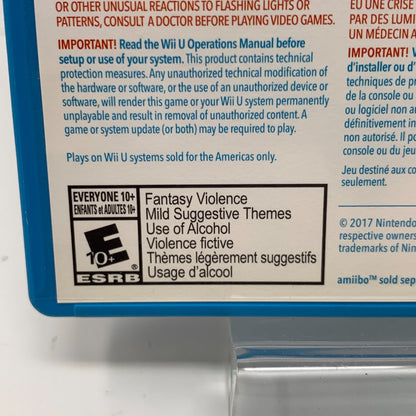 OR OTHER UNUSUAL REACTIONS TO FLASHING LIGHTS OR
PATTERNS, CONSULT A DOCTOR BEFORE PLAYING VIDEO GAMES.
IMPORTANT! Read the Wii U Operations Manual before
setup or use of your system. This product contains technical
protection measures. Any unauthorized technical modification of
the hardware or software, or the use of an unauthorized device or
software, will render this game or your Wii U system permanently
unplayable and result in removal of unauthorized content. A
game or system update (or both) may be required to play.
Plays on Wii U systems sold for the Americas only.
EVERYONE 10+
ENFANTS et ADULTES 10+
E
10+
ESRB
Fantasy Violence
Mild Suggestive Themes
Use of Alcohol
Violence fictive
Thèmes légèrement suggestifs
Usage d'alcool
EU UNE CRISE
PAR DES LUMI
UN MÉDECIN A
IMPORTANT! V
d'installer ou d'
techniques de pr
de la console ou
ou logiciel non a
définitivement in
non autorisé. Il p
console ou du jeu
Jeu destiné aux co
seulement.
© 2017 Nintendo
respective owners
trademarks of Nin
amiibo™ sold sep